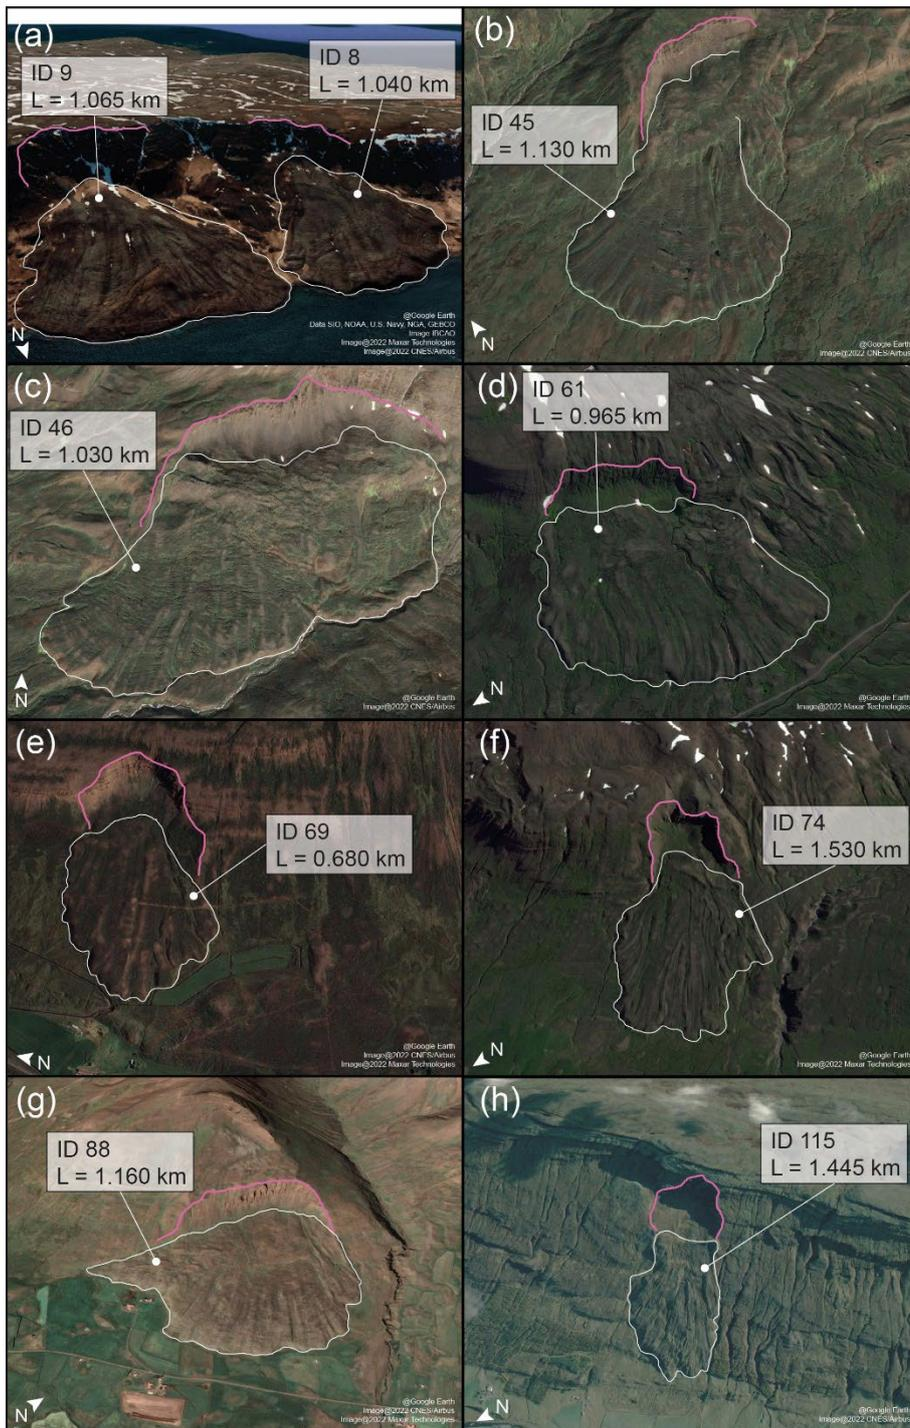 (a)
ID 9
L = 1.065 km
ID 8
L = 1.040 km
N
@Google Earth
Data SIO, NOAA, U.S. Navy, NGA, GEBCO
Image IBCAO
Image@2022 Maxar Technologies
Image@2022 CNES/Airbus
(b)
ID 45
L = 1.130 km
N
@Google Earth
Image@2022 CNES/Airbus
(c)
ID 46
L = 1.030 km
N
@Google Earth
Image@2022 CNES/Airbus
(d)
ID 61
L = 0.965 km
N
@Google Earth
Image@2022 Maxar Technologies
(e)
ID 69
L = 0.680 km
N
@Google Earth
Image@2022 CNES/Airbus
Image@2022 Maxar Technologies
(f)
ID 74
L = 1.530 km
N
@Google Earth
Image@2022 CNES/Airbus
Image@2022 Maxar Technologies
(g)
ID 88
L = 1.160 km
N
@Google Earth
Image@2022 CNES/Airbus
Image@2022 Maxar Technologies
(h)
ID 115
L = 1.445 km
N
@Google Earth
Image@2022 CNES/Airbus